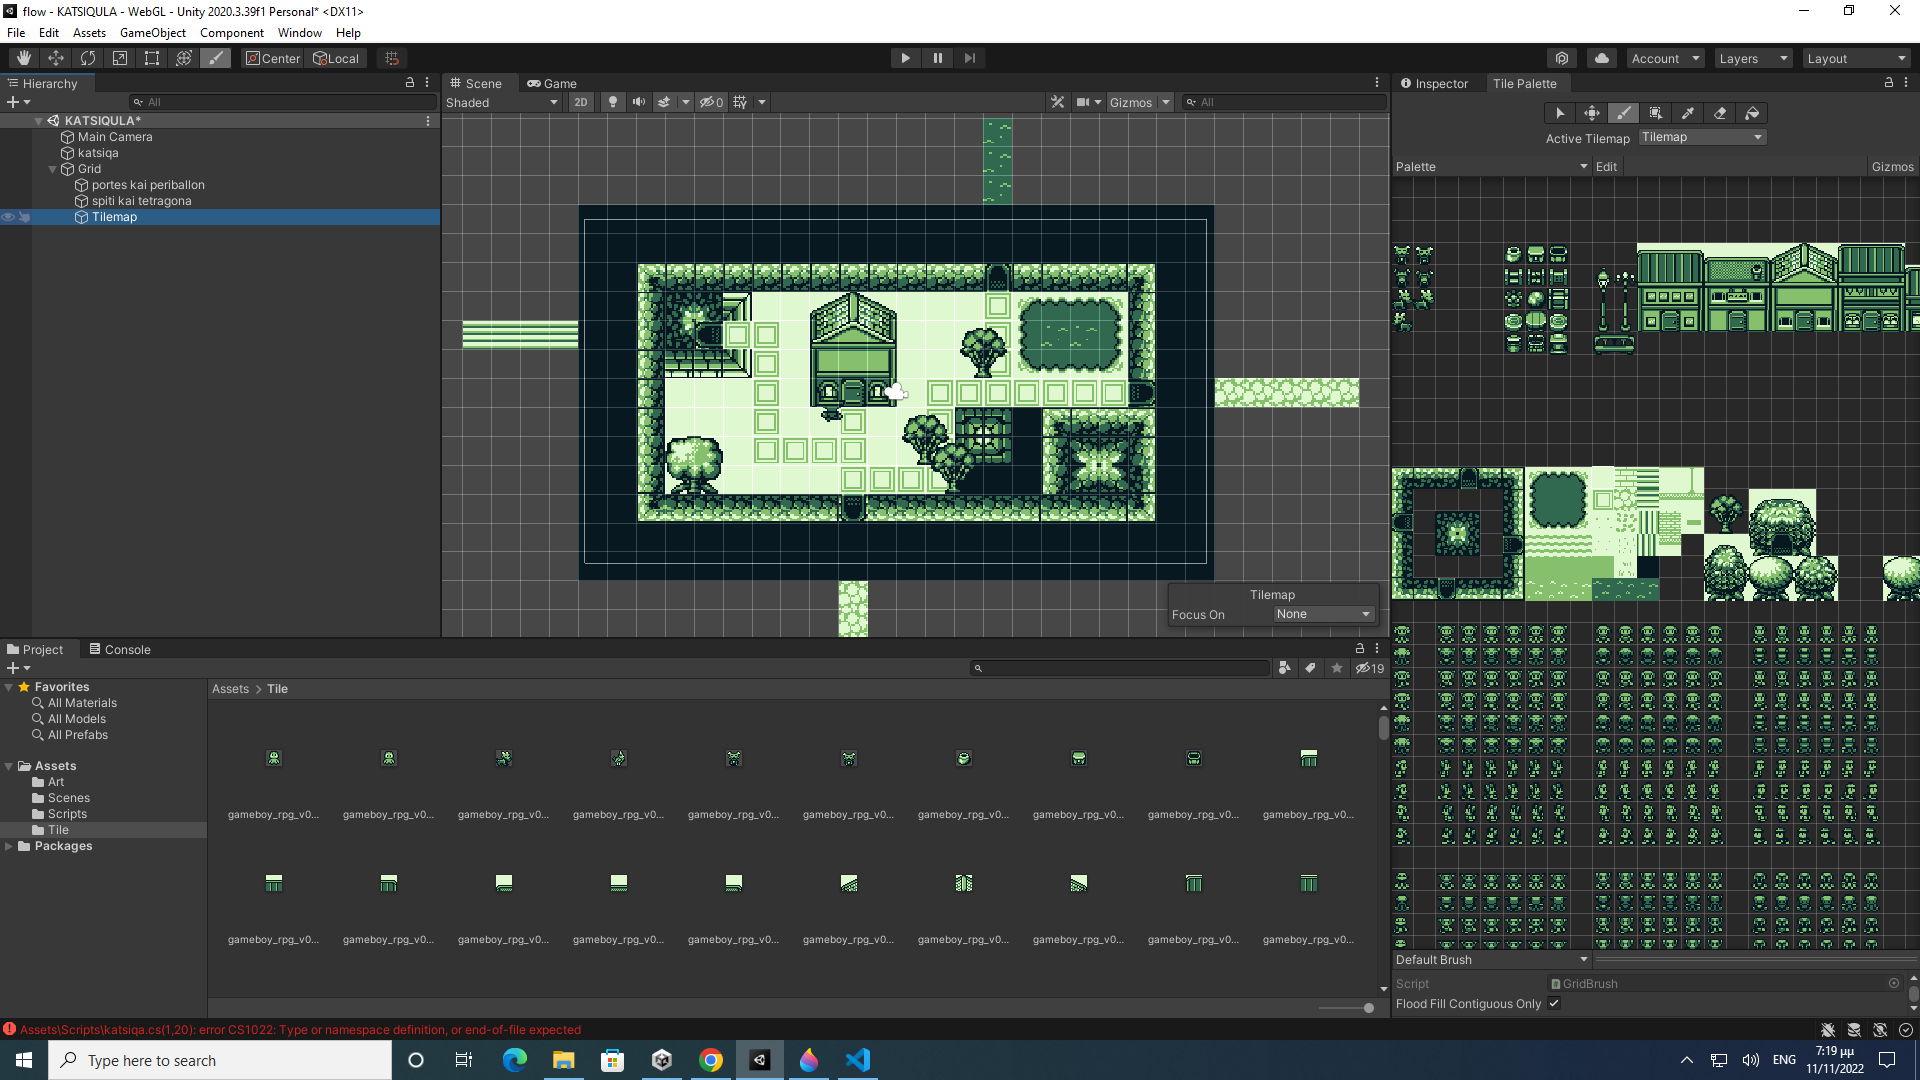 flow - KATSIQULA - WebGL - Unity 2020.3.39f1 Personal* <DX11>
File Edit Assets GameObject Component Window Help
Center Local Account Layers Layout
Hierarchy
All
KATSIQULA*
Main Camera
katsiqa
Grid
portes kai periballon
spiti kai tetragona
Tilemap
Scene Game
Shaded 2D 0 Gizmos All
Tilemap
Focus On None
Inspector Tile Palette
Active Tilemap Tilemap
Palette Edit Gizmos
Default Brush
Script GridBrush
Flood Fill Contiguous Only
Project Console
19
Favorites
All Materials
All Models
All Prefabs
Assets
Art
Scenes
Scripts
Tile
Packages
Assets > Tile
gameboy_rpg_v0... gameboy_rpg_v0... gameboy_rpg_v0... gameboy_rpg_v0... gameboy_rpg_v0... gameboy_rpg_v0... gameboy_rpg_v0... gameboy_rpg_v0... gameboy_rpg_v0... gameboy_rpg_v0...
gameboy_rpg_v0... gameboy_rpg_v0... gameboy_rpg_v0... gameboy_rpg_v0... gameboy_rpg_v0... gameboy_rpg_v0... gameboy_rpg_v0... gameboy_rpg_v0... gameboy_rpg_v0... gameboy_rpg_v0...
Assets\Scripts\katsiqa.cs(1,20): error CS1022: Type or namespace definition, or end-of-file expected
Type here to search
ENG
7:19 μμ
11/11/2022